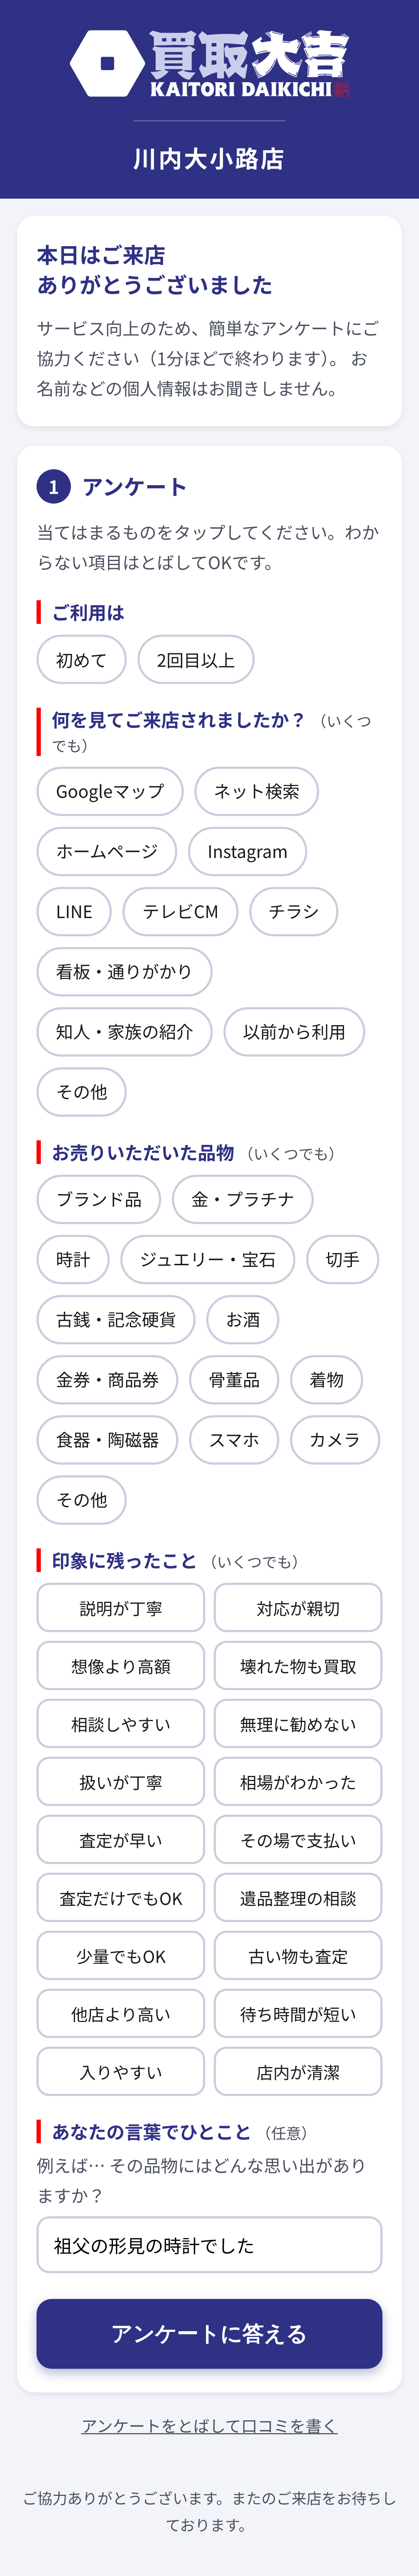 買取大吉
KAITORI DAIKICHI
川内大小路店
本日はご来店
ありがとうございました
サービス向上のため、簡単なアンケートにご
協力ください（1分ほどで終わります）。 お
名前などの個人情報はお聞きしません。
1 アンケート
当てはまるものをタップしてください。わか
らない項目はとばしてOKです。
ご利用は
初めて 2回目以上
何を見てご来店されましたか？ （いくつ
でも）
Googleマップ ネット検索
ホームページ Instagram
LINE テレビCM チラシ
看板・通りがかり
知人・家族の紹介 以前から利用
その他
お売りいただいた品物 （いくつでも）
ブランド品 金・プラチナ
時計 ジュエリー・宝石 切手
古銭・記念硬貨 お酒
金券・商品券 骨董品 着物
食器・陶磁器 スマホ カメラ
その他
印象に残ったこと （いくつでも）
説明が丁寧 対応が親切
想像より高額 壊れた物も買取
相談しやすい 無理に勧めない
扱いが丁寧 相場がわかった
査定が早い その場で支払い
査定だけでもOK 遺品整理の相談
少量でもOK 古い物も査定
他店より高い 待ち時間が短い
入りやすい 店内が清潔
あなたの言葉でひとこと （任意）
例えば… その品物にはどんな思い出があり
ますか？
祖父の形見の時計でした
アンケートに答える
アンケートをとばして口コミを書く
ご協力ありがとうございます。またのご来店をお待ちし
ております。